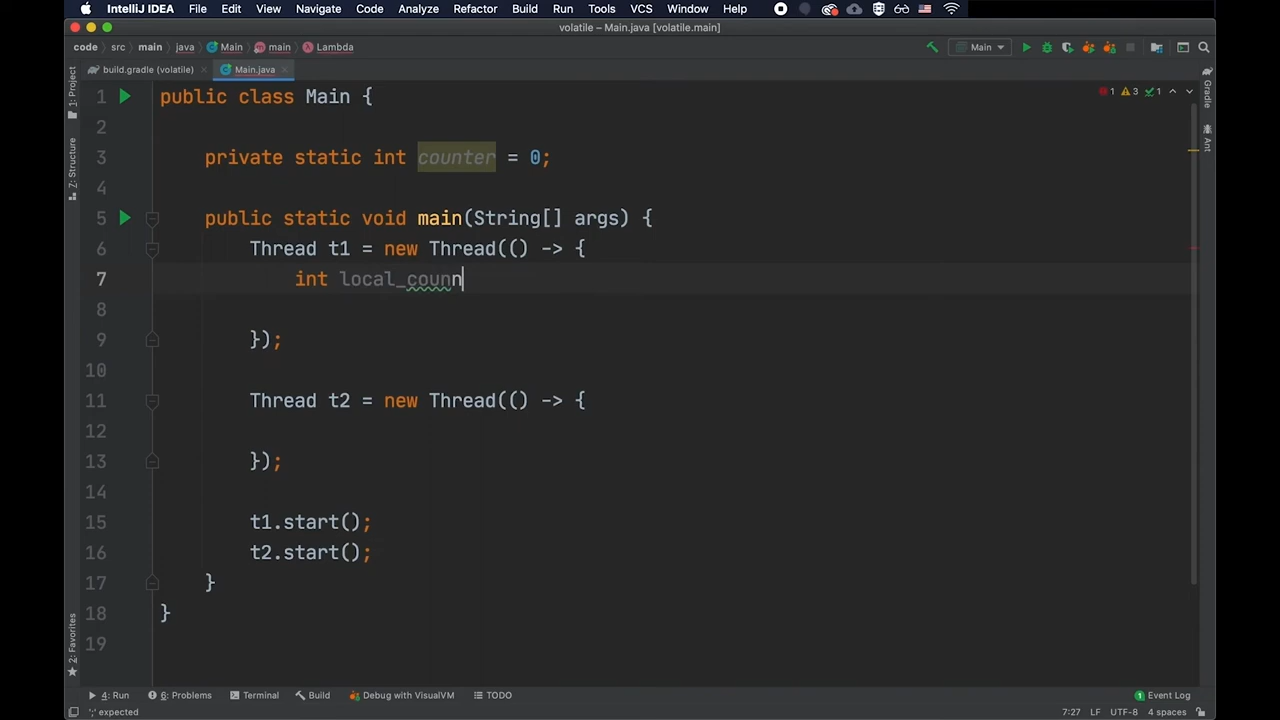 IntelliJ IDEA File Edit View Navigate Code Analyze Refactor Build Run Tools VCS Window Help
volatile – Main.java [volatile.main]
code src main java Main main Lambda Main
build.gradle (volatile) Main.java
1: Project
Z: Structure
2: Favorites
Gradle
Ant
1 3 1
1 public class Main {
2
3 private static int counter = 0;
4
5 public static void main(String[] args) {
6 Thread t1 = new Thread(() -> {
7 int local_counn
8
9 });
10
11 Thread t2 = new Thread(() -> {
12
13 });
14
15 t1.start();
16 t2.start();
17 }
18 }
19
4: Run 6: Problems Terminal Build Debug with VisualVM TODO 1 Event Log
';' expected 7:27 LF UTF-8 4 spaces